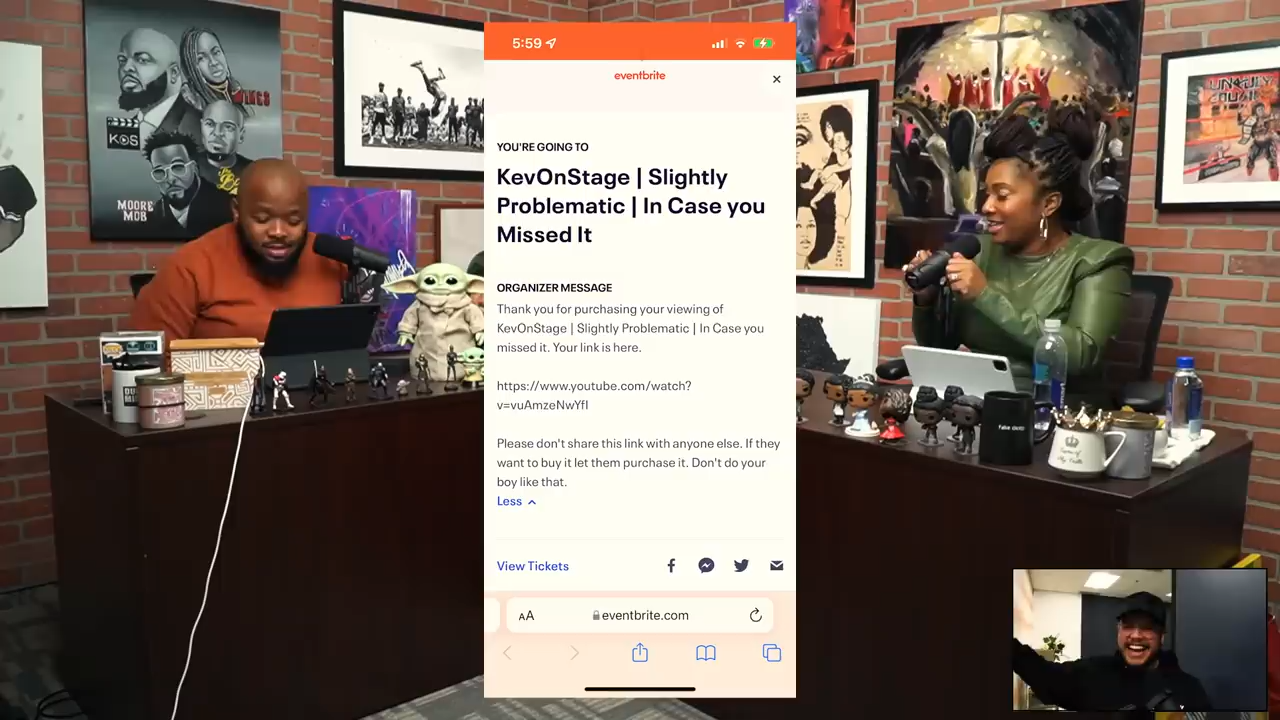 5:59
eventbrite
YOU'RE GOING TO
KevOnStage | Slightly
Problematic | In Case you
Missed It
ORGANIZER MESSAGE
Thank you for purchasing your viewing of
KevOnStage | Slightly Problematic | In Case you
missed it. Your link is here.
https://www.youtube.com/watch?
v=vuAmzeNwYfI
Please don't share this link with anyone else. If they
want to buy it let them purchase it. Don't do your
boy like that.
Less
View Tickets
AA
eventbrite.com
KOS
MOORE
MOB